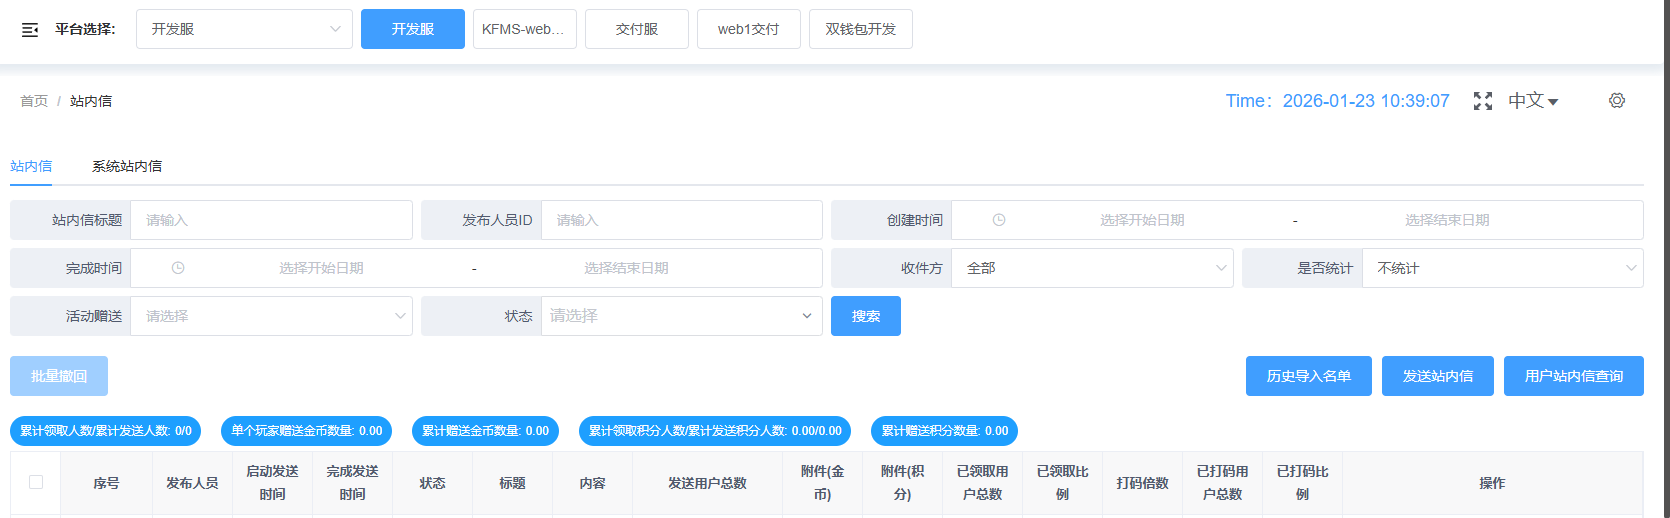 平台选择: 开发服 开发服 KFMS-web... 交付服 web1交付 双钱包开发
首页 / 站内信 Time：2026-01-23 10:39:07 中文
站内信 系统站内信
站内信标题 请输入 发布人员ID 请输入 创建时间 选择开始日期 - 选择结束日期
完成时间 选择开始日期 - 选择结束日期 收件方 全部 是否统计 不统计
活动赠送 请选择 状态 请选择 搜索
批量撤回 历史导入名单 发送站内信 用户站内信查询
累计领取人数/累计发送人数: 0/0 单个玩家赠送金币数量: 0.00 累计赠送金币数量: 0.00 累计领取积分人数/累计发送积分人数: 0.00/0.00 累计赠送积分数量: 0.00
序号 发布人员 启动发送时间 完成发送时间 状态 标题 内容 发送用户总数 附件(金币) 附件(积分) 已领取用户总数 已领取比例 打码倍数 已打码用户总数 已打码比例 操作